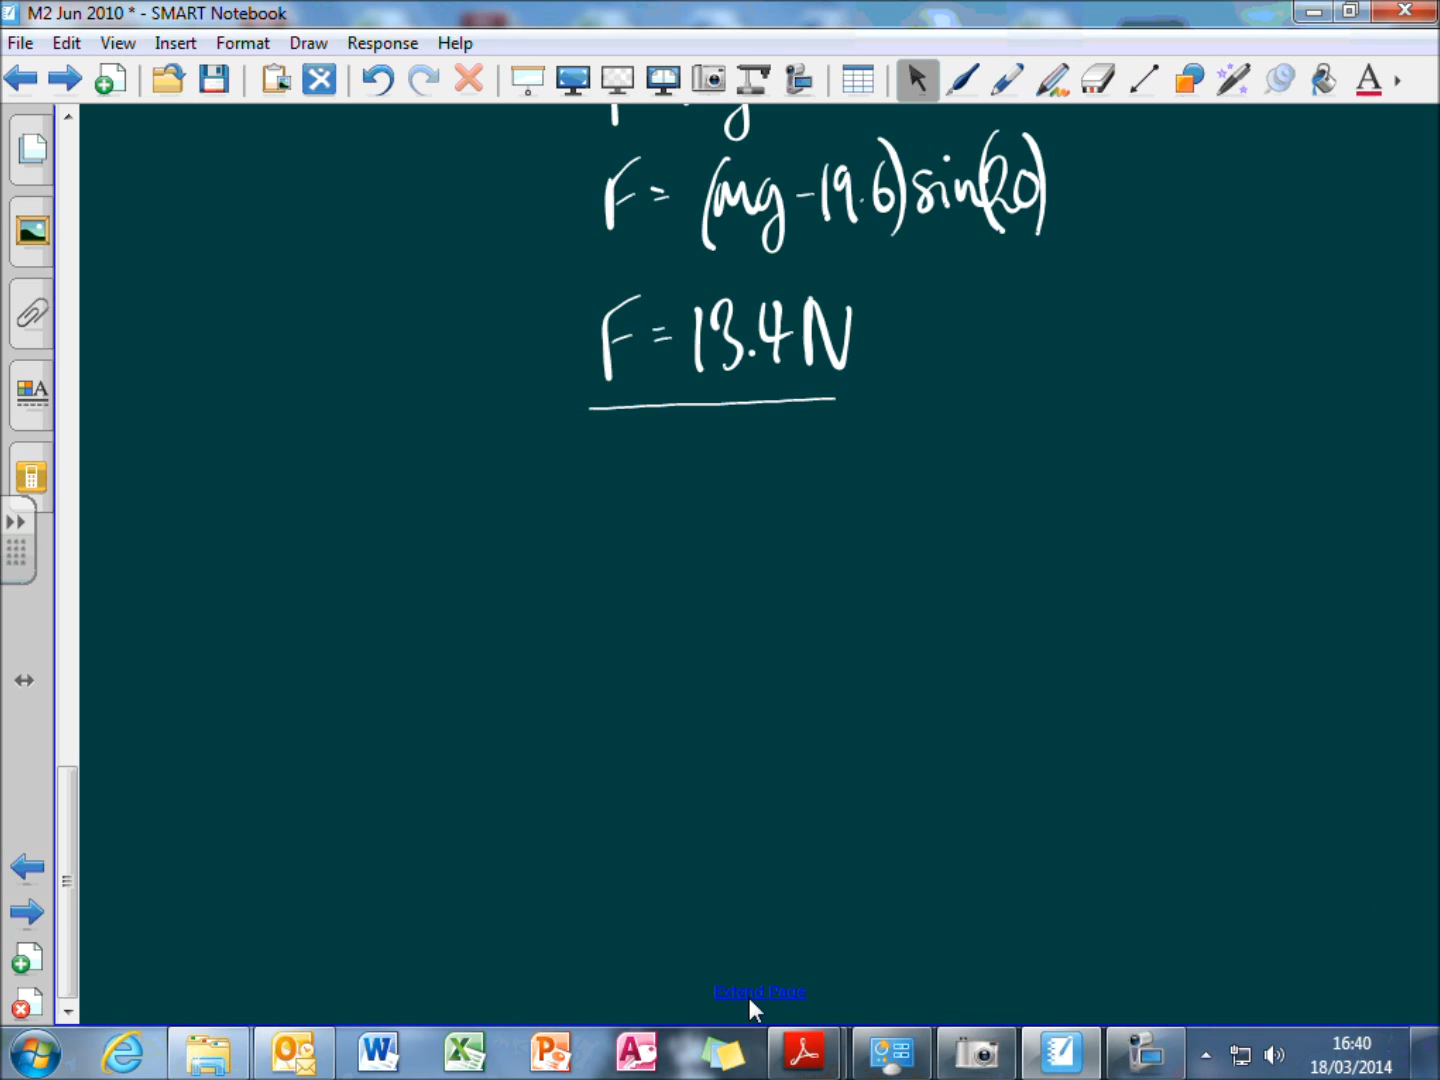 M2 Jun 2010 * - SMART Notebook
File Edit View Insert Format Draw Response Help
F = (mg - 19.6) sin(20)
F = 13.4 N
Extend Page
16:40
18/03/2014